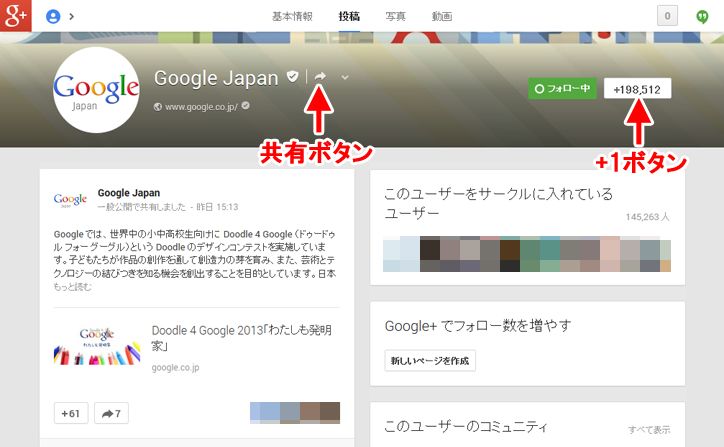 g+
基本情報 投稿 写真 動画
0
Google
Japan
Google Japan
www.google.co.jp/
フォロー中
+198,512
共有ボタン
+1ボタン
Google
Japan
Google Japan
一般公開で共有しました - 昨日 15:13
Googleでは、世界中の小中高校生向けに Doodle 4 Google (ドゥードゥ
ル フォー グーグル)という Doodle のデザインコンテストを実施していま
す。子どもたちが作品の創作を通して創造力の芽を育み、また、芸術とテ
クノロジーの結びつきを知る機会を創出することを目的としています。日本
もっと読む
Doodle 4 Google 2013「わたしも発明
家」
google.co.jp
わたしも発明家
+61
7
このユーザーをサークルに入れている
ユーザー
145,263 人
Google+ でフォロー数を増やす
新しいページを作成
このユーザーのコミュニティ
すべて表示